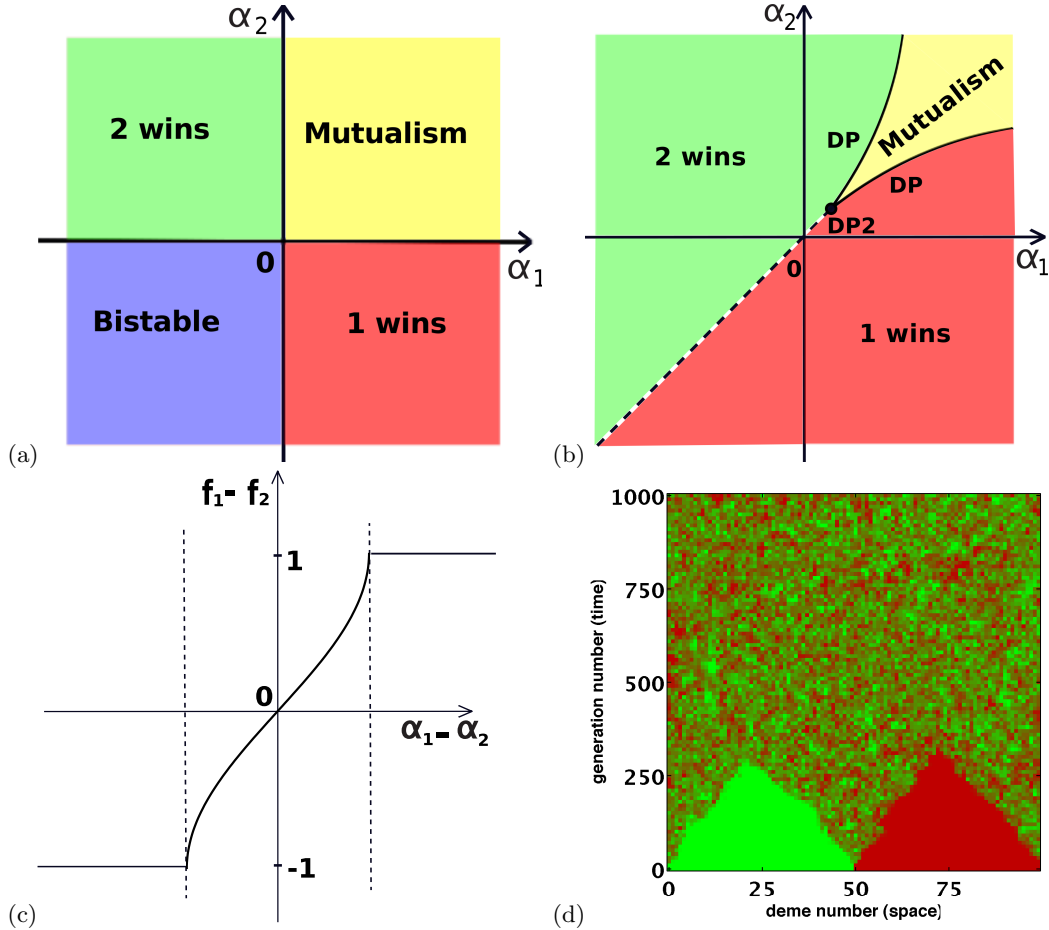 α₂
2 wins
Mutualism
0
α₁
Bistable
1 wins
(a)
α₂
Mutualism
DP
2 wins
DP
DP2
0
α₁
1 wins
(b)
f₁- f₂
1
0
α₁- α₂
-1
(c)
1000
750
500
250
0
generation number (time)
0 25 50 75
deme number (space)
(d)